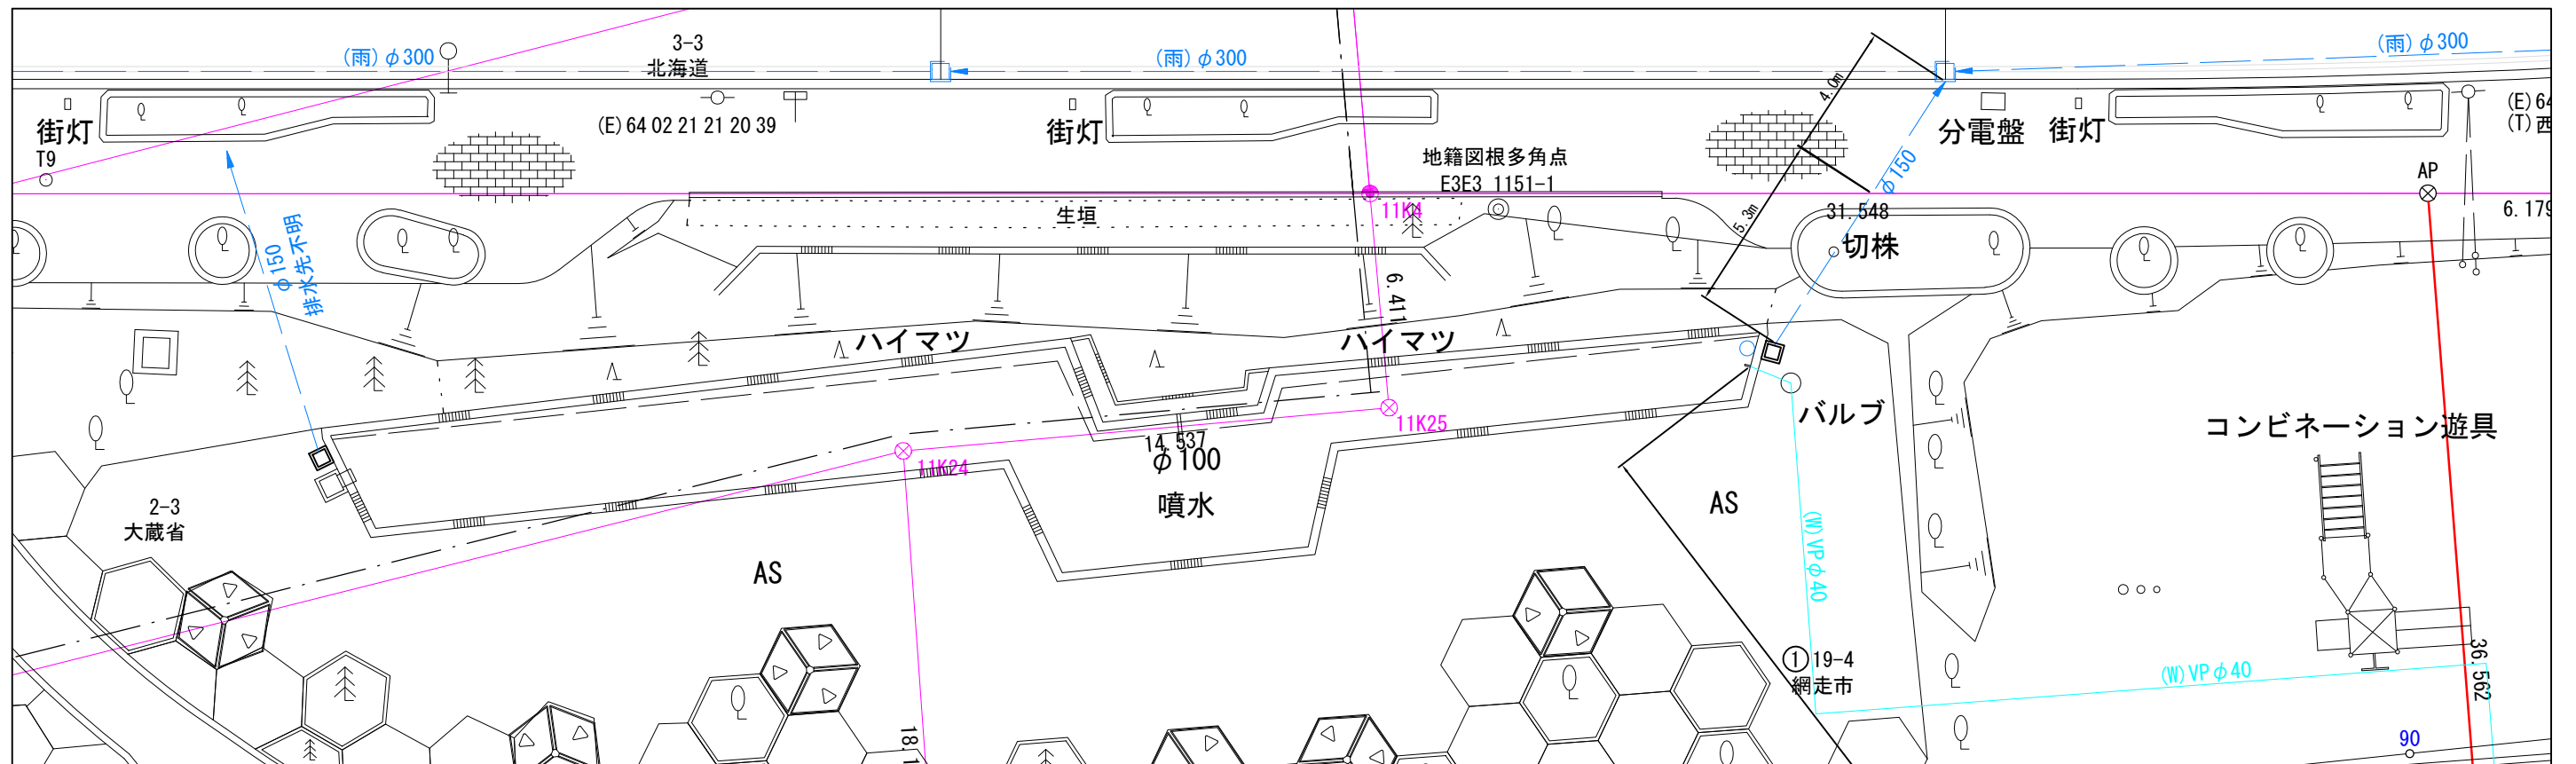 (雨)φ300
3-3
北海道
(雨)φ300
(雨)φ300
4.0m
街灯
T9
(E)64 02 21 21 20 39
街灯
分電盤
街灯
(E)64
(T)西
地籍図根多角点
E3E3 1151-1
φ150
AP
11K4
生垣
5.3m
31.548
6.179
切株
φ150
排水先不明
6.411
ハイマツ
ハイマツ
11K25
バルブ
コンビネーション遊具
14.537
φ100
噴水
11K24
2-3
大蔵省
AS
AS
(W)VPφ40
①19-4
網走市
(W)VPφ40
36.562
18.1
90